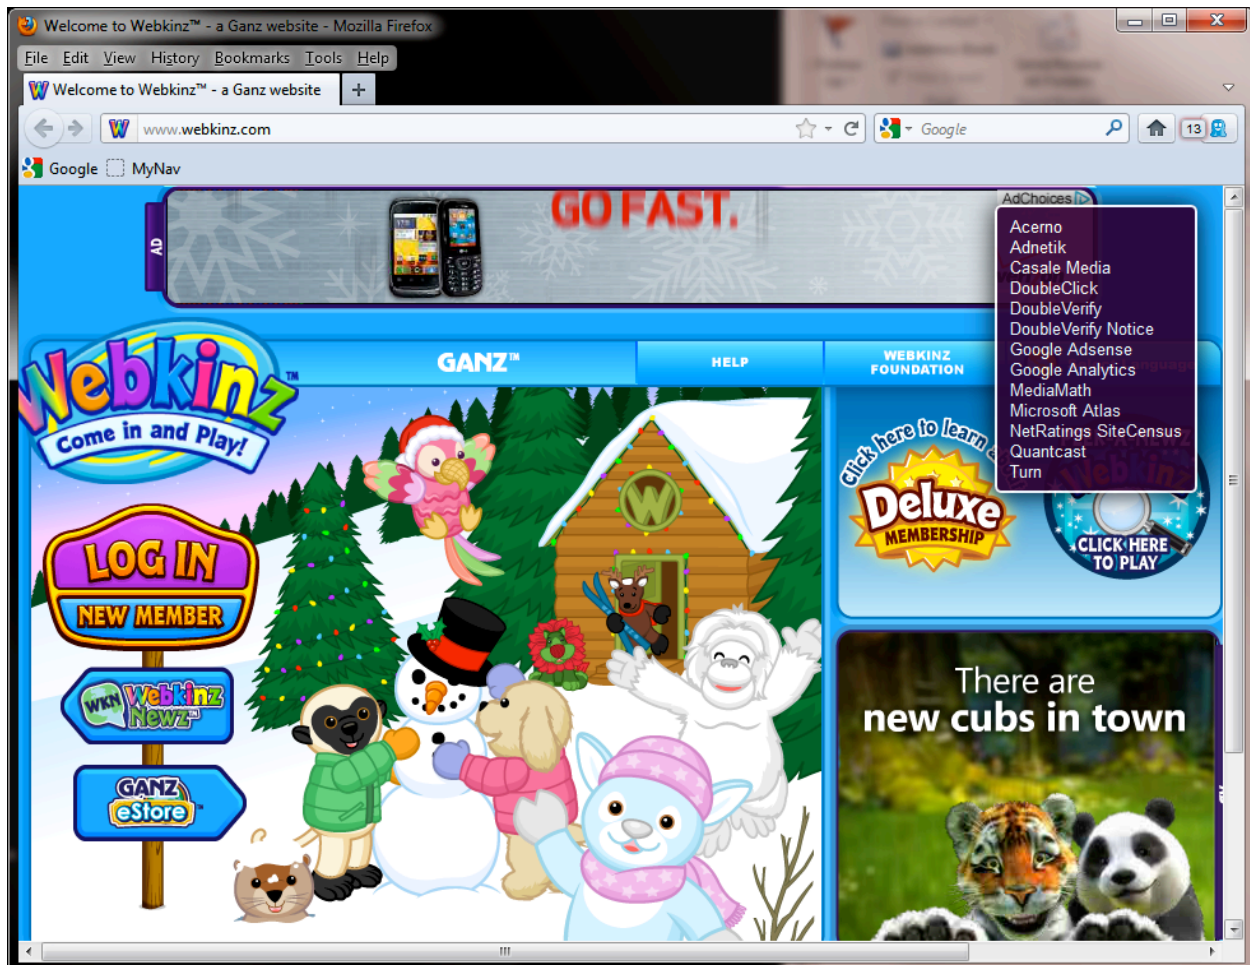 Welcome to Webkinz™ - a Ganz website - Mozilla Firefox
File Edit View History Bookmarks Tools Help
Welcome to Webkinz™ - a Ganz website
www.webkinz.com
Google
13
Google MyNav
AD
GO FAST.
AdChoices
Acerno
Adnetik
Casale Media
DoubleClick
DoubleVerify
DoubleVerify Notice
Google Adsense
Google Analytics
MediaMath
Microsoft Atlas
NetRatings SiteCensus
Quantcast
Turn
Webkinz™
Come in and Play!
GANZ™
HELP
WEBKINZ
FOUNDATION
Click here to learn
Deluxe
MEMBERSHIP
Webkinz
CLICK HERE
TO PLAY
LOG IN
NEW MEMBER
W
WKN Webkinz
Newz™
GANZ
eStore™
There are
new cubs in town